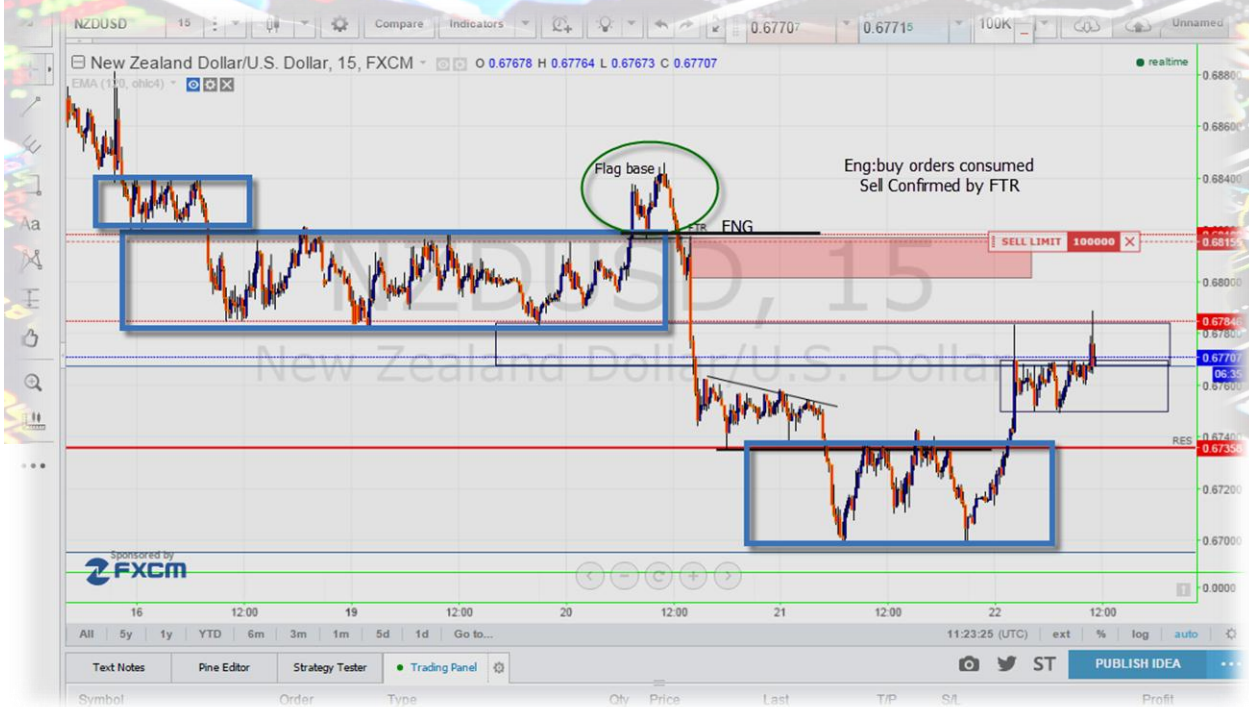 NZDUSD 15 Compare Indicators 0.67707 0.67715 100K Unnamed
New Zealand Dollar/U.S. Dollar, 15, FXCM O 0.67678 H 0.67764 L 0.67673 C 0.67707 realtime
EMA (120, ohlc4)
0.68800
0.68600
Flag base
Eng:buy orders consumed
Sell Confirmed by FTR
0.68400
FTR ENG
SELL LIMIT 100000
0.68155
NZDUSD, 15
0.68000
0.67846
0.67800
New Zealand Dollar/U.S. Dollar
0.67707
06:35
0.67600
0.67400
RES
0.67358
0.67200
0.67000
Sponsored by
FXCM
0.0000
16 12:00 19 12:00 20 12:00 21 12:00 22 12:00
All 5y 1y YTD 6m 3m 1m 5d 1d Go to... 11:23:25 (UTC) ext % log auto
Text Notes Pine Editor Strategy Tester Trading Panel ST PUBLISH IDEA
Symbol Order Type Qty Price Last T/P S/L Profit
Aa